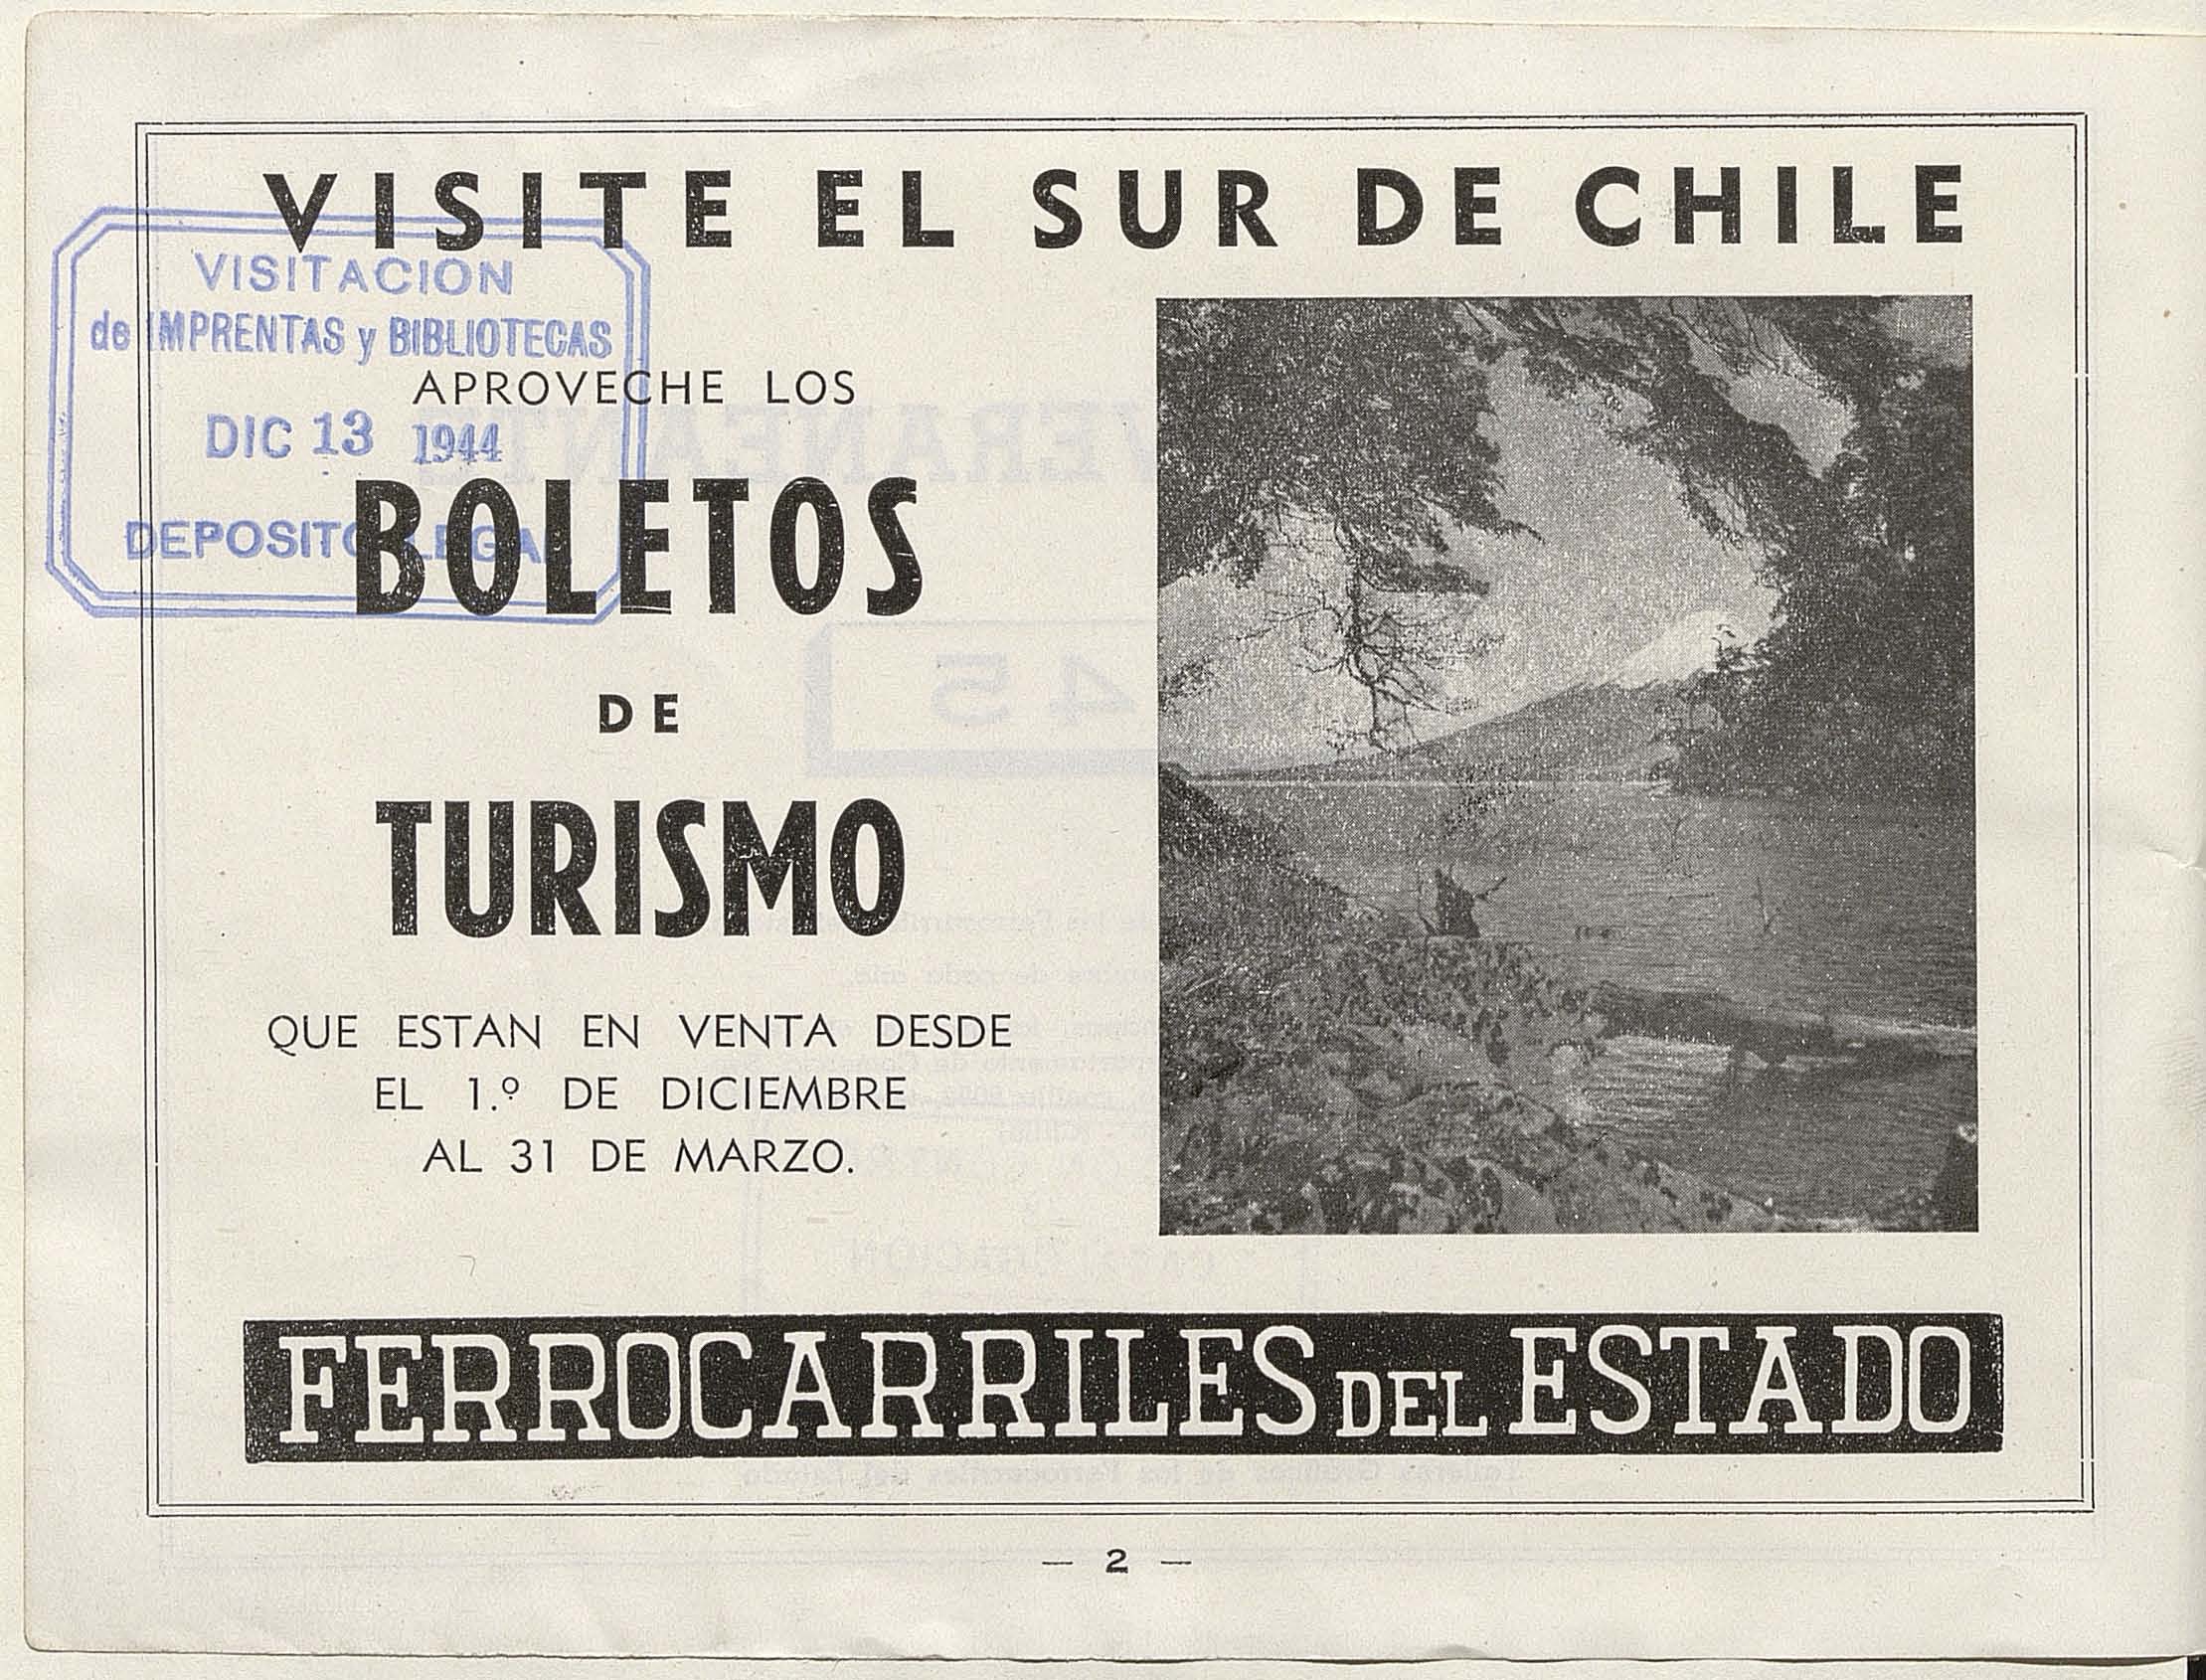 VISITE EL SUR DE CHILE
VISITACION
de IMPRENTAS y BIBLIOTECAS
DIC 13 1944
DEPOSITO LEGAL
APROVECHE LOS
BOLETOS
DE
TURISMO
QUE ESTAN EN VENTA DESDE
EL 1.º DE DICIEMBRE
AL 31 DE MARZO.
FERROCARRILES DEL ESTADO
— 2 —